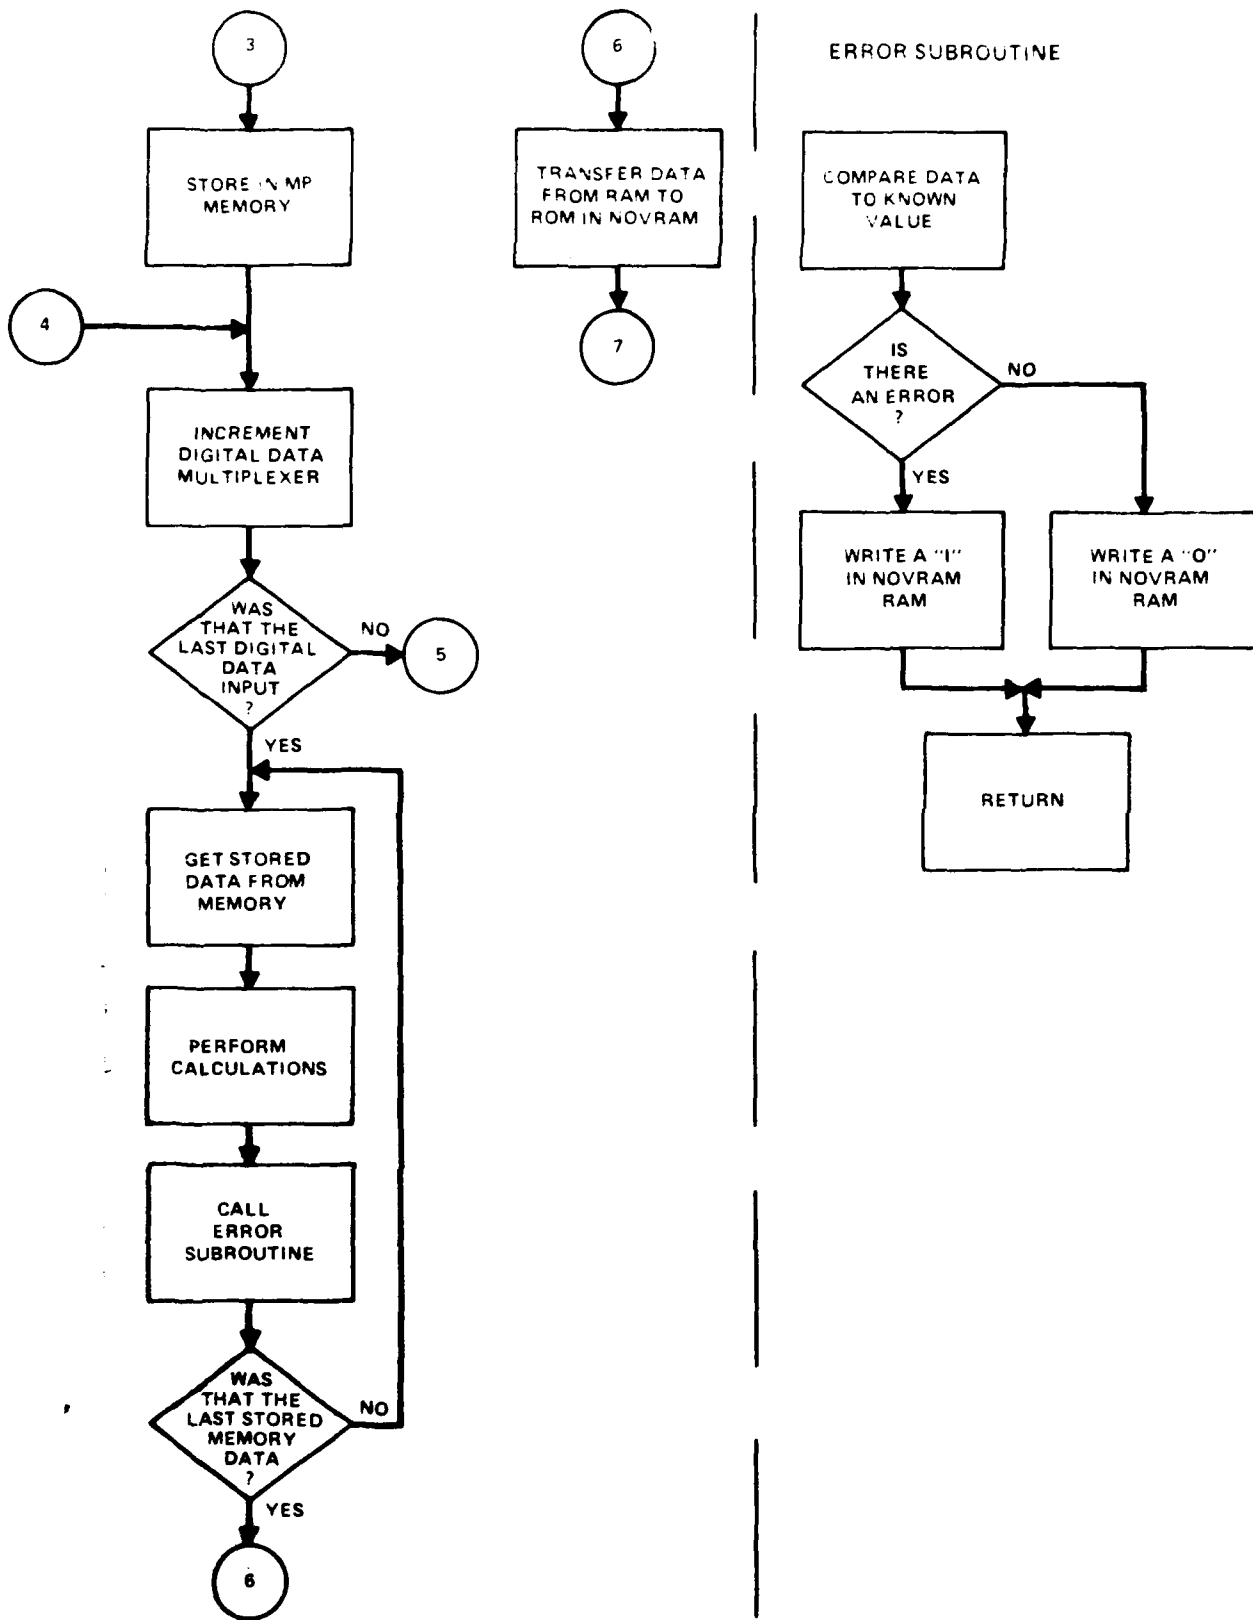 3
STORE IN MP
MEMORY
4
INCREMENT
DIGITAL DATA
MULTIPLEXER
WAS
THAT THE
LAST DIGITAL
DATA
INPUT
?
NO
5
YES
GET STORED
DATA FROM
MEMORY
PERFORM
CALCULATIONS
CALL
ERROR
SUBROUTINE
WAS
THAT THE
LAST STORED
MEMORY
DATA
?
NO
YES
6
6
TRANSFER DATA
FROM RAM TO
ROM IN NOVRAM
7
ERROR SUBROUTINE
COMPARE DATA
TO KNOWN
VALUE
IS
THERE
AN ERROR
?
NO
YES
WRITE A "I"
IN NOVRAM
RAM
WRITE A "O"
IN NOVRAM
RAM
RETURN